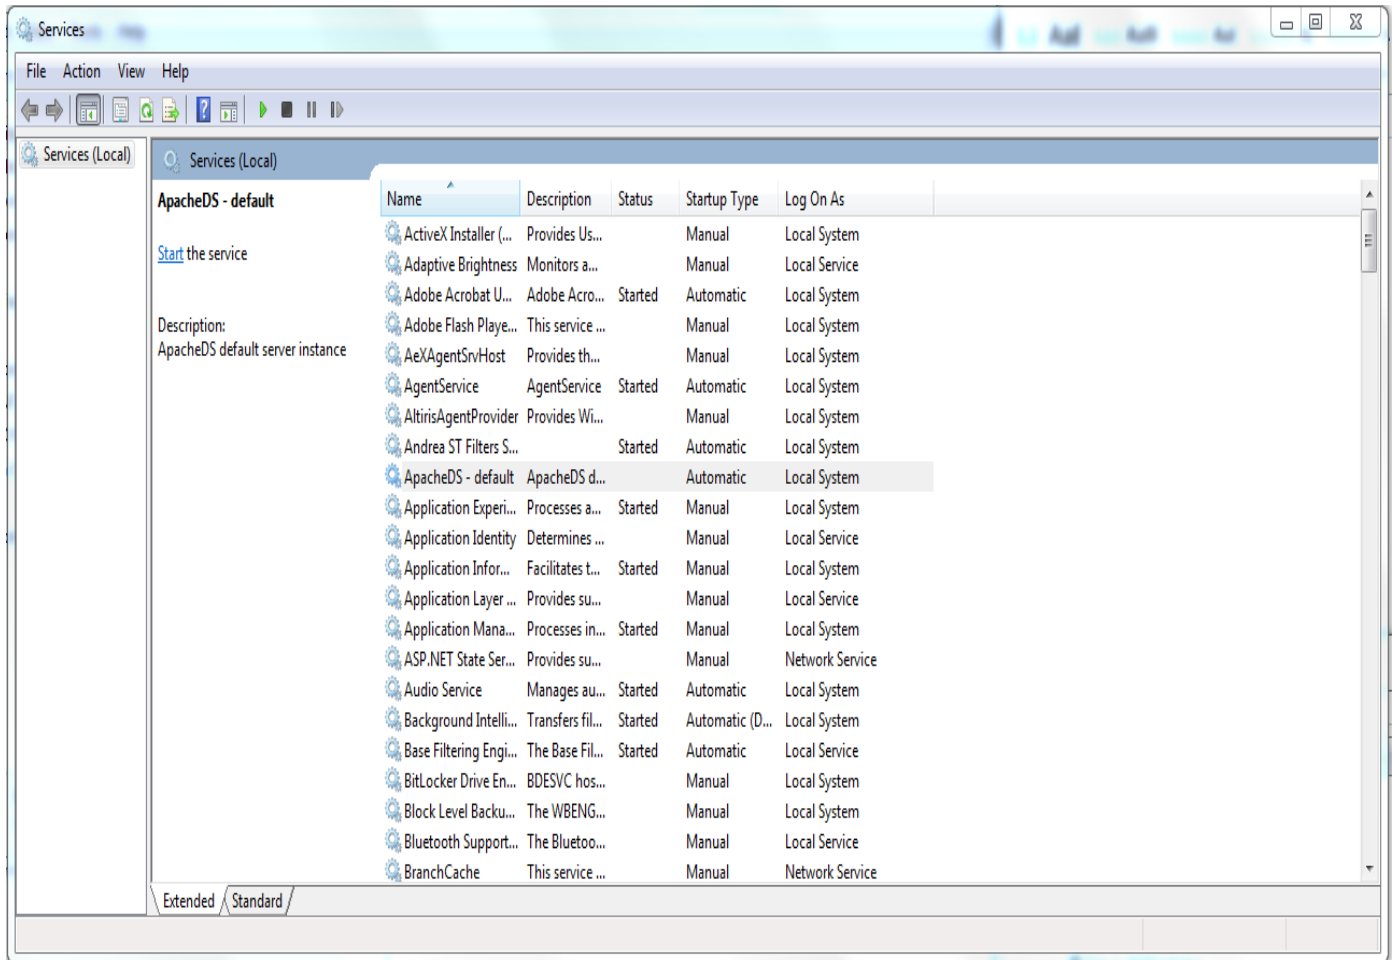 Services
File Action View Help
Services (Local)
Services (Local)
ApacheDS - default
Start the service
Description:
ApacheDS default server instance
Name Description Status Startup Type Log On As
ActiveX Installer (... Provides Us... Manual Local System
Adaptive Brightness Monitors a... Manual Local Service
Adobe Acrobat U... Adobe Acro... Started Automatic Local System
Adobe Flash Playe... This service ... Manual Local System
AeXAgentSrvHost Provides th... Manual Local System
AgentService AgentService Started Automatic Local System
AltirisAgentProvider Provides Wi... Manual Local System
Andrea ST Filters S... Started Automatic Local System
ApacheDS - default ApacheDS d... Automatic Local System
Application Experi... Processes a... Started Manual Local System
Application Identity Determines ... Manual Local Service
Application Infor... Facilitates t... Started Manual Local System
Application Layer ... Provides su... Manual Local Service
Application Mana... Processes in... Started Manual Local System
ASP.NET State Ser... Provides su... Manual Network Service
Audio Service Manages au... Started Automatic Local System
Background Intelli... Transfers fil... Started Automatic (D... Local System
Base Filtering Engi... The Base Fil... Started Automatic Local Service
BitLocker Drive En... BDESVC hos... Manual Local System
Block Level Backu... The WBENG... Manual Local System
Bluetooth Support... The Bluetoo... Manual Local Service
BranchCache This service ... Manual Network Service
Extended Standard